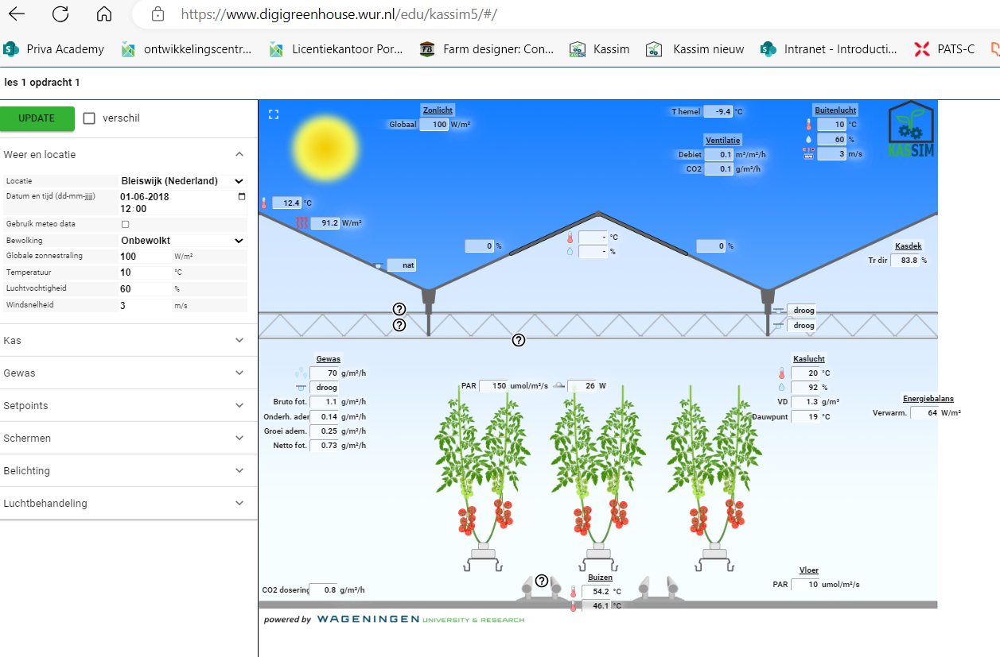 https://www.digigreenhouse.wur.nl/edu/kassim5/#/
Priva Academy ontwikkelingscentr... Licentiekantoor Por... Farm designer: Con... Kassim Kassim nieuw Intranet - Introducti... PATS-C
les 1 opdracht 1
UPDATE verschil
Weer en locatie
Locatie Bleiswijk (Nederland)
Datum en tijd (dd-mm-jjjj) 01-06-2018
12:00
Gebruik meteo data
Bewolking Onbewolkt
Globale zonnestraling 100 W/m²
Temperatuur 10 °C
Luchtvochtigheid 60 %
Windsnelheid 3 m/s
Kas
Gewas
Setpoints
Schermen
Belichting
Luchtbehandeling
Zonlicht
Globaal 100 W/m²
T hemel -9.4 °C
Ventilatie
Debiet 0.1 m³/m²/h
CO2 0.1 g/m²/h
Buitenlucht
10 °C
60 %
3 m/s
KASSIM
12.4 °C
91.2 W/m²
nat
0 %
- °C
- %
0 %
Kasdek
Tr dir 83.8 %
droog
droog
?
?
?
Gewas
70 g/m²/h
droog
Bruto fot. 1.1 g/m²/h
Onderh. ader 0.14 g/m²/h
Groei adem. 0.25 g/m²/h
Netto fot. 0.73 g/m²/h
PAR 150 umol/m²/s 26 W
Kaslucht
20 °C
92 %
VD 1.3 g/m³
Dauwpunt 19 °C
Energiebalans
Verwarm. 64 W/m²
CO2 dosering 0.8 g/m²/h
?
Buizen
54.2 °C
46.1 °C
Vloer
PAR 10 umol/m²/s
powered by WAGENINGEN UNIVERSITY & RESEARCH